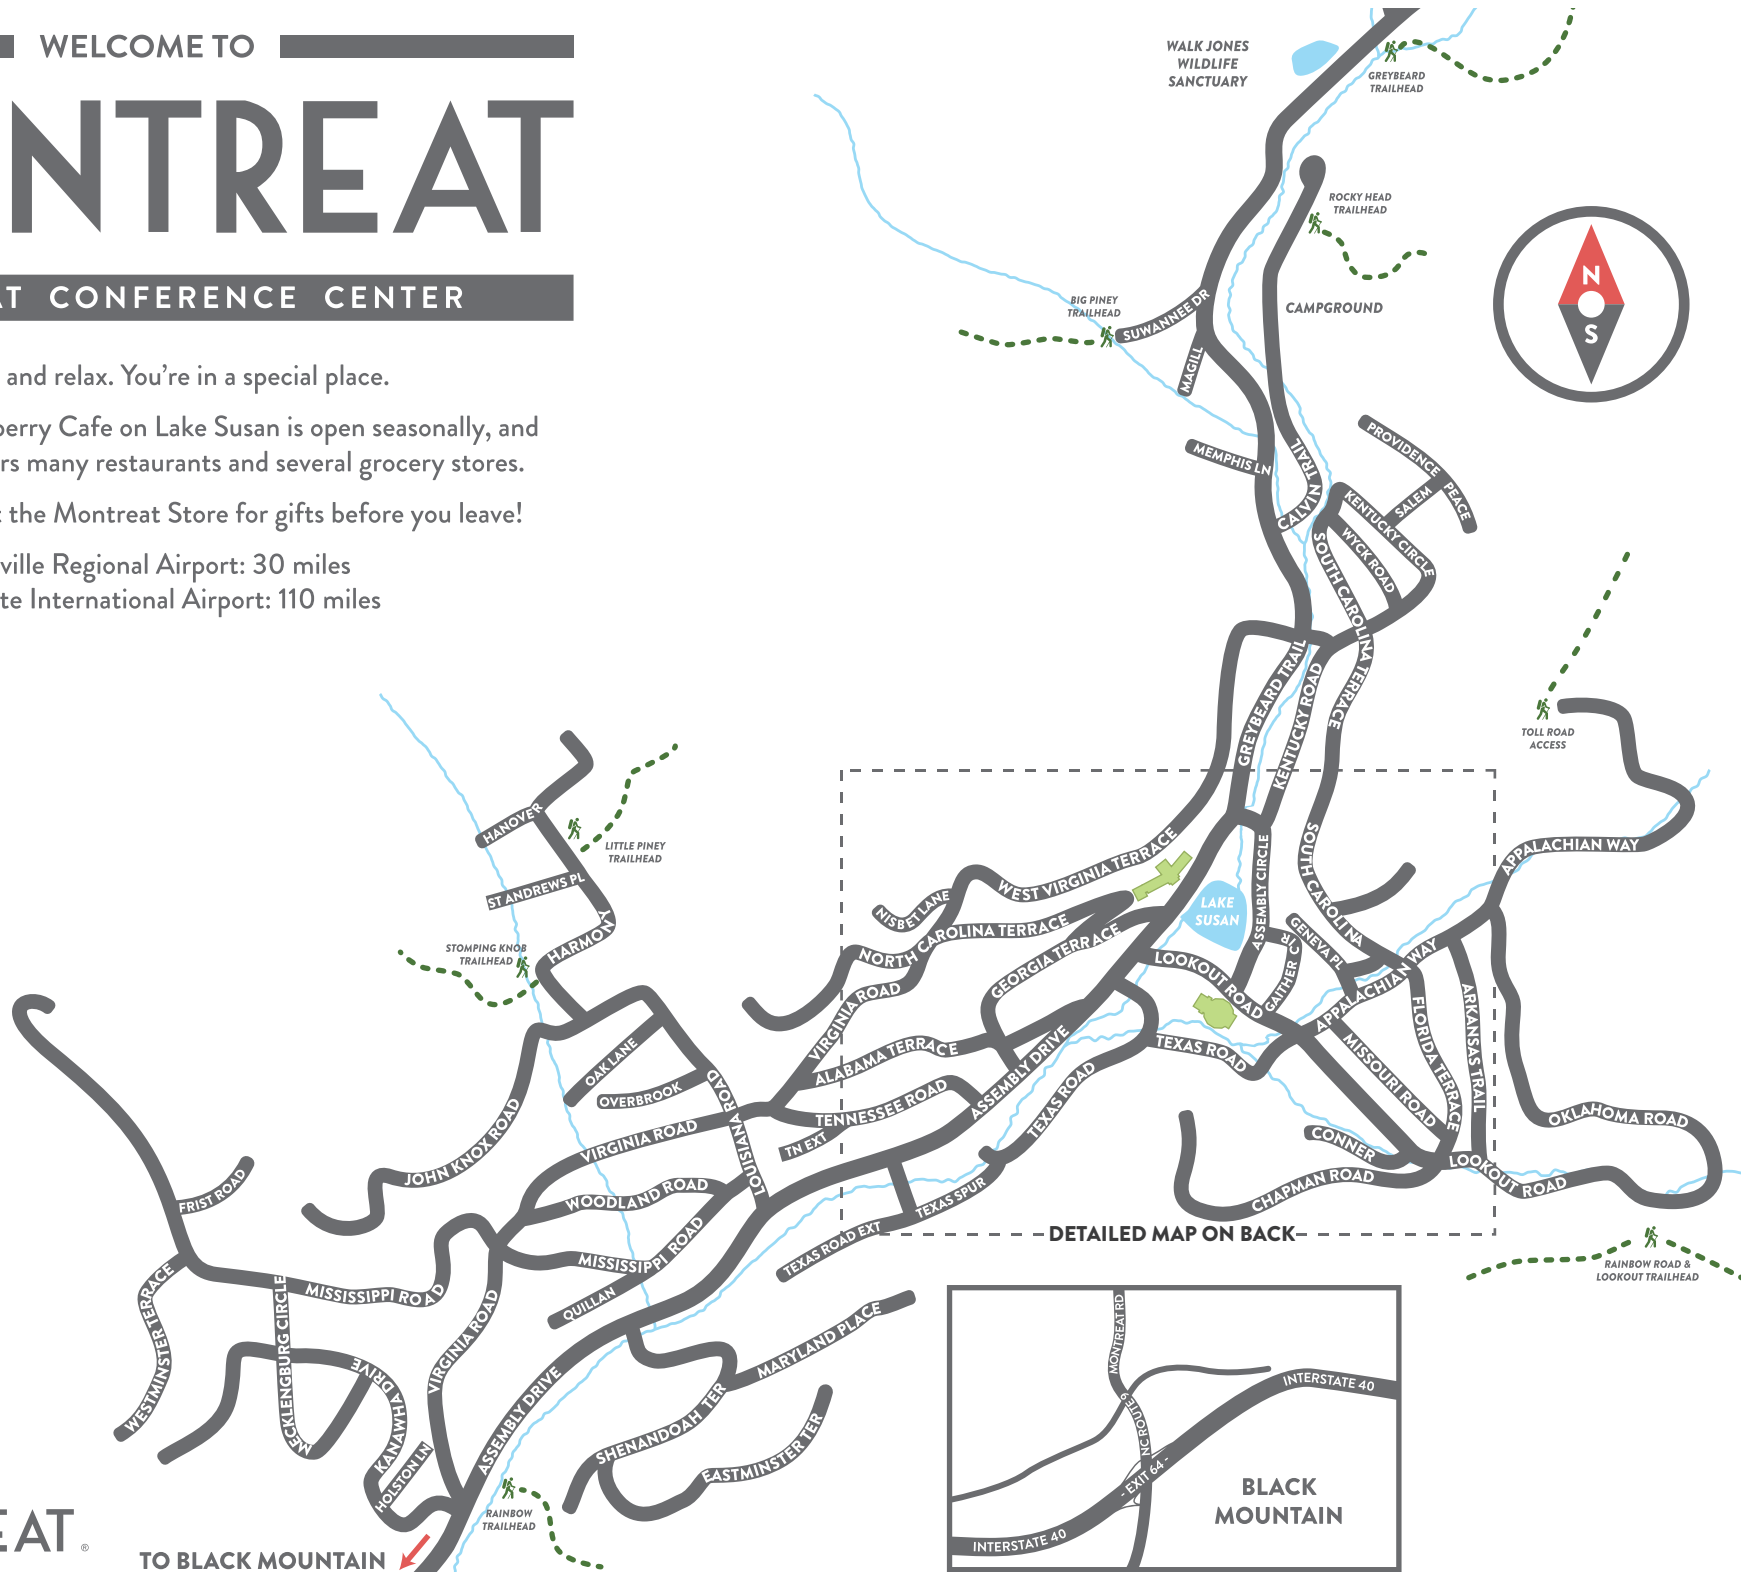 WELCOME TO
NTREAT
AT CONFERENCE CENTER
and relax. You’re in a special place.
berry Cafe on Lake Susan is open seasonally, and
rs many restaurants and several grocery stores.
t the Montreat Store for gifts before you leave!
ville Regional Airport: 30 miles
te International Airport: 110 miles
WALK JONES
WILDLIFE
SANCTUARY
GREYBEARD
TRAILHEAD
ROCKY HEAD
TRAILHEAD
CAMPGROUND
N
S
BIG PINEY
TRAILHEAD
SUWANNEE DR
MAGILL
MEMPHIS LN
CALVIN TRAIL
PROVIDENCE
PEACE
SALEM
KENTUCKY CIRCLE
WYCK ROAD
SOUTH CAROLINA TERRACE
GREYBEARD TRAIL
KENTUCKY ROAD
TOLL ROAD
ACCESS
APPALACHIAN WAY
HANOVER
LITTLE PINEY
TRAILHEAD
ST ANDREWS PL
HARMONY
STOMPING KNOB
TRAILHEAD
WEST VIRGINIA TERRACE
NISBET LANE
NORTH CAROLINA TERRACE
GEORGIA TERRACE
LAKE
SUSAN
ASSEMBLY CIRCLE
SOUTH CAROLINA
GENEVA PL
GAITHER CIR
LOOKOUT ROAD
APPALACHIAN WAY
VIRGINIA ROAD
ALABAMA TERRACE
ASSEMBLY DRIVE
TEXAS ROAD
TEXAS ROAD
MISSOURI ROAD
FLORIDA TERRACE
ARKANSAS TRAIL
OKLAHOMA ROAD
OAK LANE
OVERBROOK
LOUISIANA ROAD
TENNESSEE ROAD
TN EXT
VIRGINIA ROAD
JOHN KNOX ROAD
FRIST ROAD
WOODLAND ROAD
CONNER
CHAPMAN ROAD
LOOKOUT ROAD
TEXAS SPUR
TEXAS ROAD EXT
DETAILED MAP ON BACK
RAINBOW ROAD &
LOOKOUT TRAILHEAD
MISSISSIPPI ROAD
QUILLAN
MISSISSIPPI ROAD
WESTMINSTER TERRACE
MECKLENGBURG CIRCLE
VIRGINIA ROAD
KANAWHA DRIVE
HOLSTON LN
ASSEMBLY DRIVE
MARYLAND PLACE
SHENANDOAH TER
EASTMINSTER TER
RAINBOW
TRAILHEAD
EAT®
TO BLACK MOUNTAIN
MONTREAT RD
NC ROUTE 9
INTERSTATE 40
- EXIT 64 -
BLACK
MOUNTAIN
INTERSTATE 40